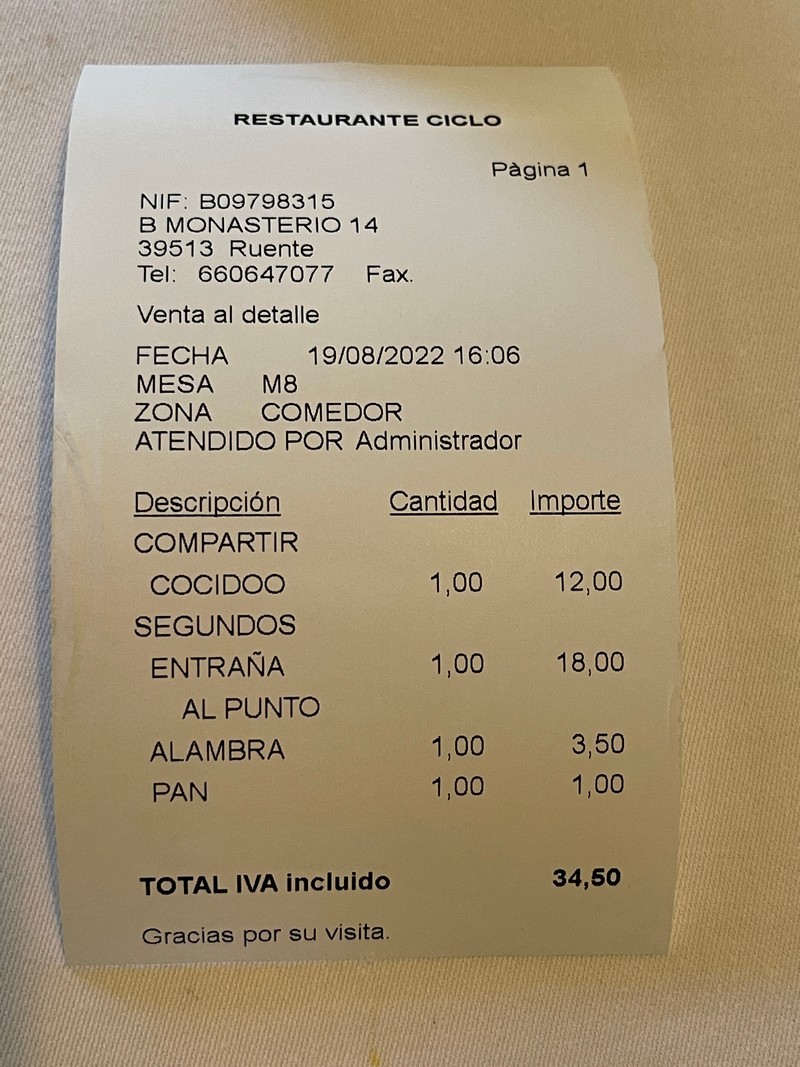 RESTAURANTE CICLO
Pàgina 1
NIF: B09798315
B MONASTERIO 14
39513 Ruente
Tel: 660647077 Fax.
Venta al detalle
FECHA 19/08/2022 16:06
MESA M8
ZONA COMEDOR
ATENDIDO POR Administrador
Descripción Cantidad Importe
COMPARTIR
COCIDOO 1,00 12,00
SEGUNDOS
ENTRAÑA 1,00 18,00
AL PUNTO
ALAMBRA 1,00 3,50
PAN 1,00 1,00
TOTAL IVA incluido 34,50
Gracias por su visita.